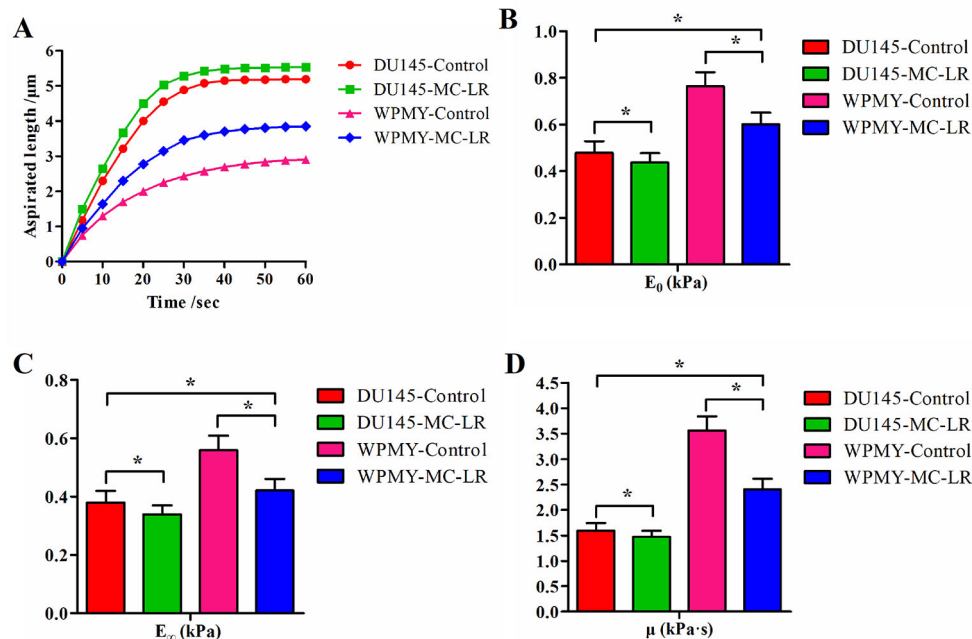 A
Aspirated length /μm
6
5
4
3
2
1
0
0 10 20 30 40 50 60
Time /sec
DU145-Control
DU145-MC-LR
WPMY-Control
WPMY-MC-LR
B
1.0
0.8
0.6
0.4
0.2
0.0
* * *
E₀ (kPa)
DU145-Control
DU145-MC-LR
WPMY-Control
WPMY-MC-LR
C
0.8
0.6
0.4
0.2
0.0
* * *
E∞ (kPa)
DU145-Control
DU145-MC-LR
WPMY-Control
WPMY-MC-LR
D
4.5
4.0
3.5
3.0
2.5
2.0
1.5
1.0
0.5
0.0
* * *
μ (kPa·s)
DU145-Control
DU145-MC-LR
WPMY-Control
WPMY-MC-LR